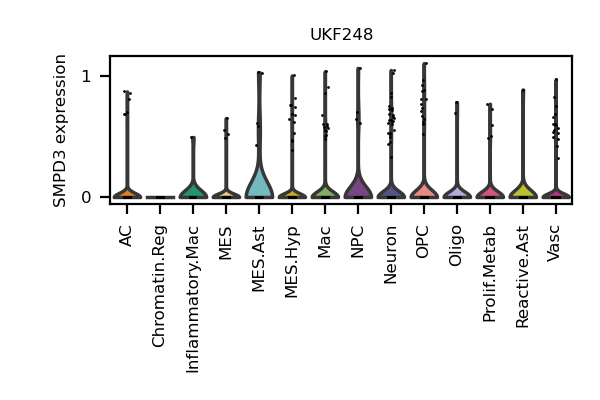 UKF248
SMPD3 expression
1
0
AC
Chromatin.Reg
Inflammatory.Mac
MES
MES.Ast
MES.Hyp
Mac
NPC
Neuron
OPC
Oligo
Prolif.Metab
Reactive.Ast
Vasc